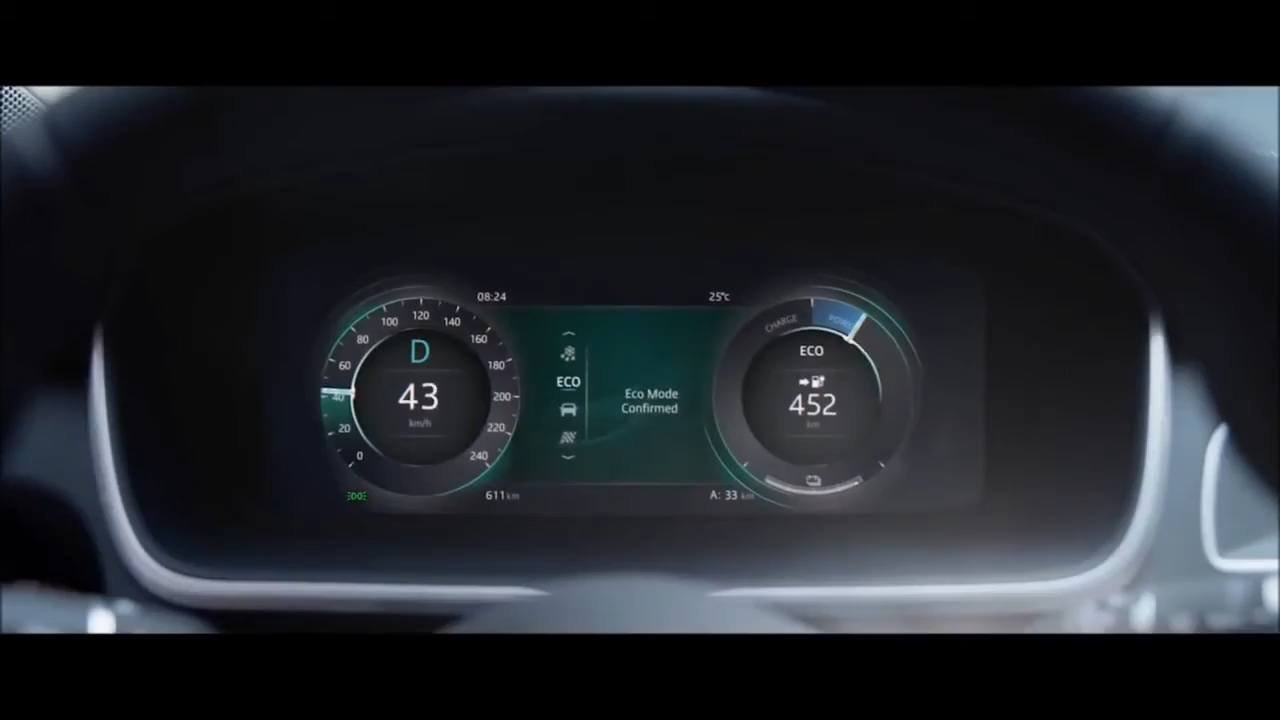 08:24
25°c
0
20
40
60
80
100
120
140
160
180
200
220
240
D
43
km/h
ECO
Eco Mode
Confirmed
CHARGE
POWER
ECO
452
km
611 km
A: 33 km